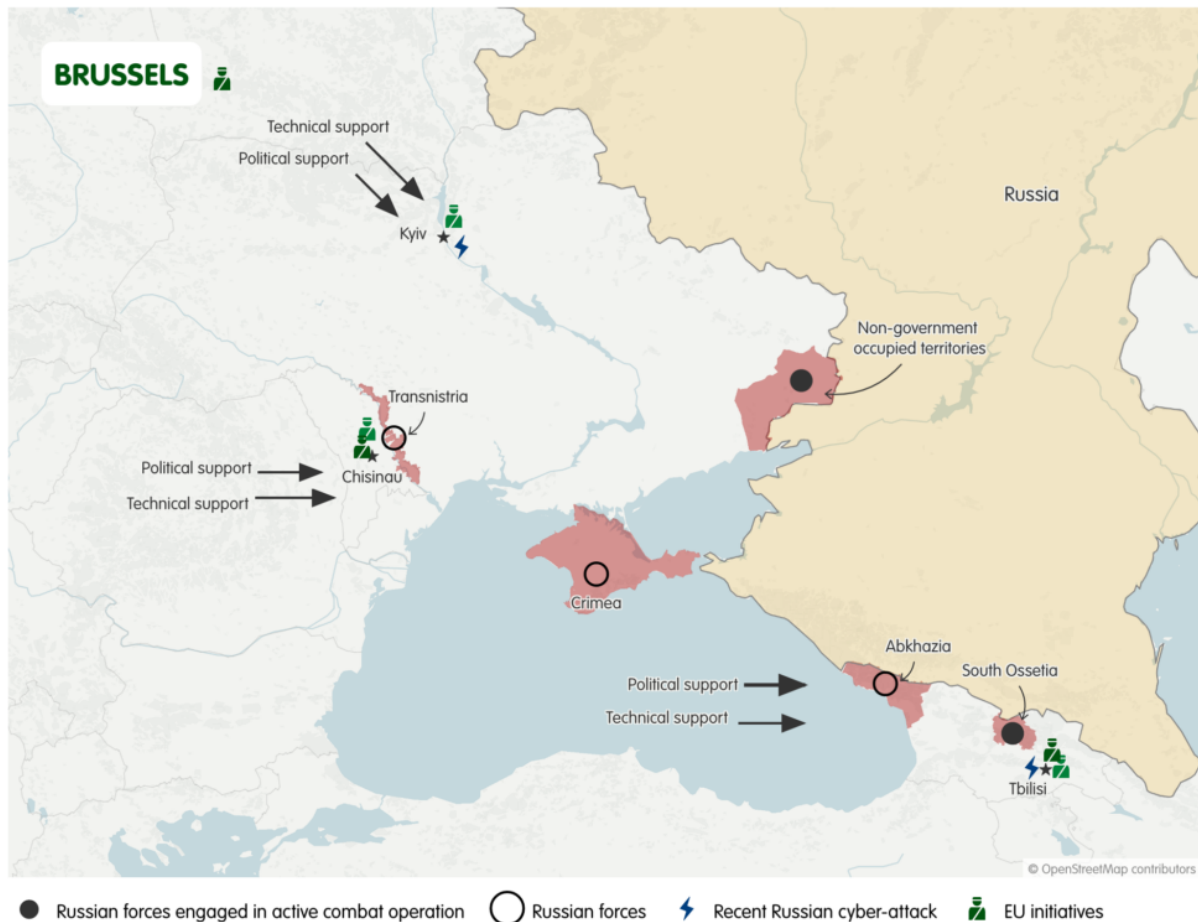 BRUSSELS
Technical support
Political support
Kyiv
Russia
Non-government
occupied territories
Transnistria
Political support
Chisinau
Technical support
Crimea
Abkhazia
South Ossetia
Political support
Technical support
Tbilisi
© OpenStreetMap contributors
Russian forces engaged in active combat operation
Russian forces
Recent Russian cyber-attack
EU initiatives